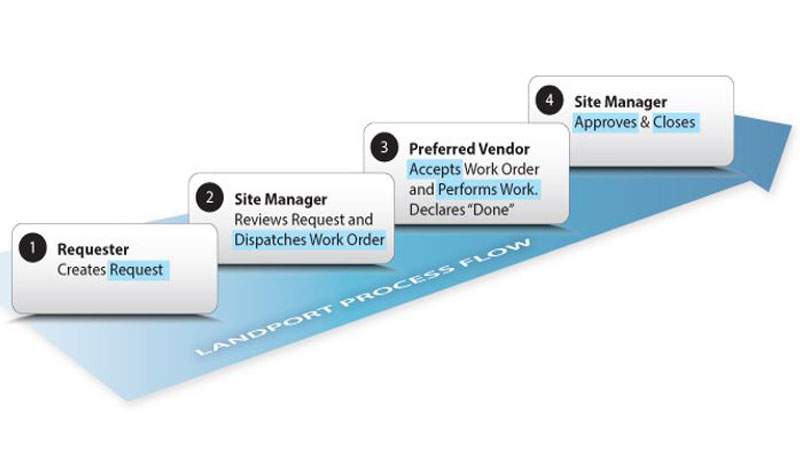 1
Requester
Creates Request
2
Site Manager
Reviews Request and
Dispatches Work Order
3
Preferred Vendor
Accepts Work Order
and Performs Work.
Declares “Done”
4
Site Manager
Approves & Closes
LANDPORT PROCESS FLOW